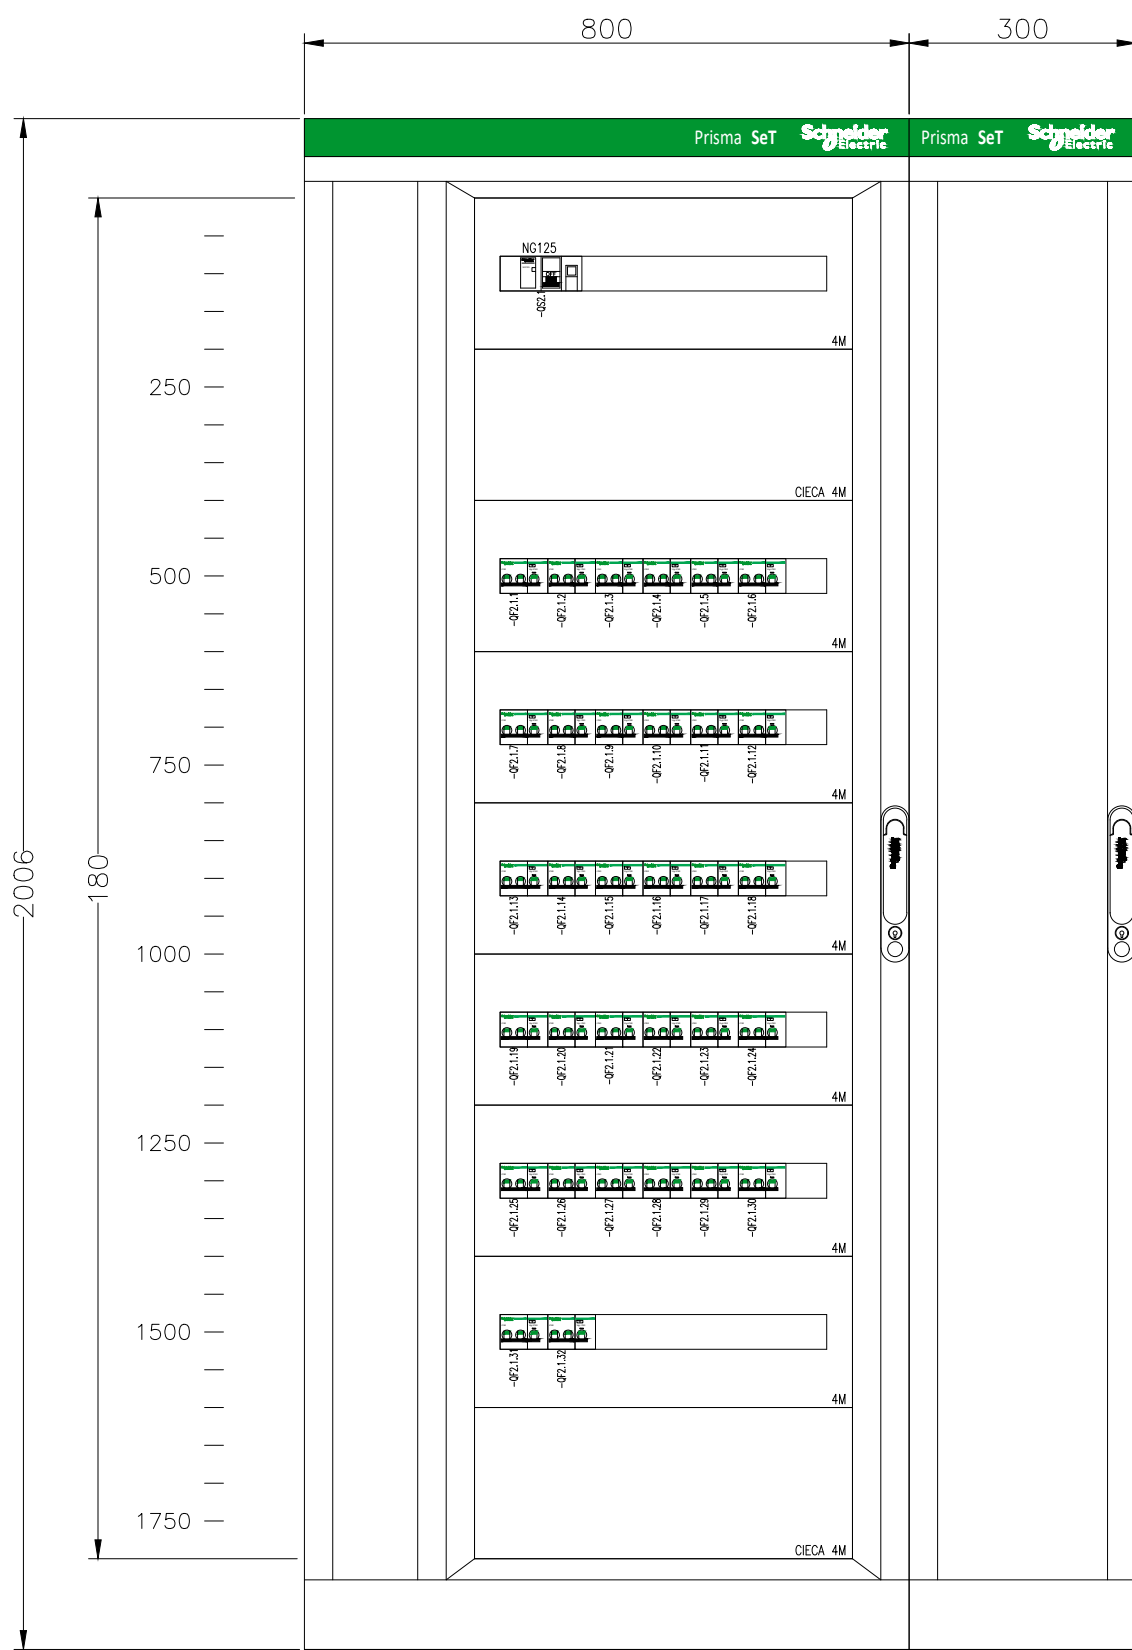 800
300
Prisma SeT Schneider Electric
Prisma SeT Schneider Electric
NG125
-QS2.1
4M
250
CIECA 4M
500
-QF2.1.1
-QF2.1.2
-QF2.1.3
-QF2.1.4
-QF2.1.5
-QF2.1.6
4M
750
-QF2.1.7
-QF2.1.8
-QF2.1.9
-QF2.1.10
-QF2.1.11
-QF2.1.12
4M
2006
180
-QF2.1.13
-QF2.1.14
-QF2.1.15
-QF2.1.16
-QF2.1.17
-QF2.1.18
4M
1000
-QF2.1.19
-QF2.1.20
-QF2.1.21
-QF2.1.22
-QF2.1.23
-QF2.1.24
4M
1250
-QF2.1.25
-QF2.1.26
-QF2.1.27
-QF2.1.28
-QF2.1.29
-QF2.1.30
4M
1500
-QF2.1.31
-QF2.1.32
4M
1750
CIECA 4M